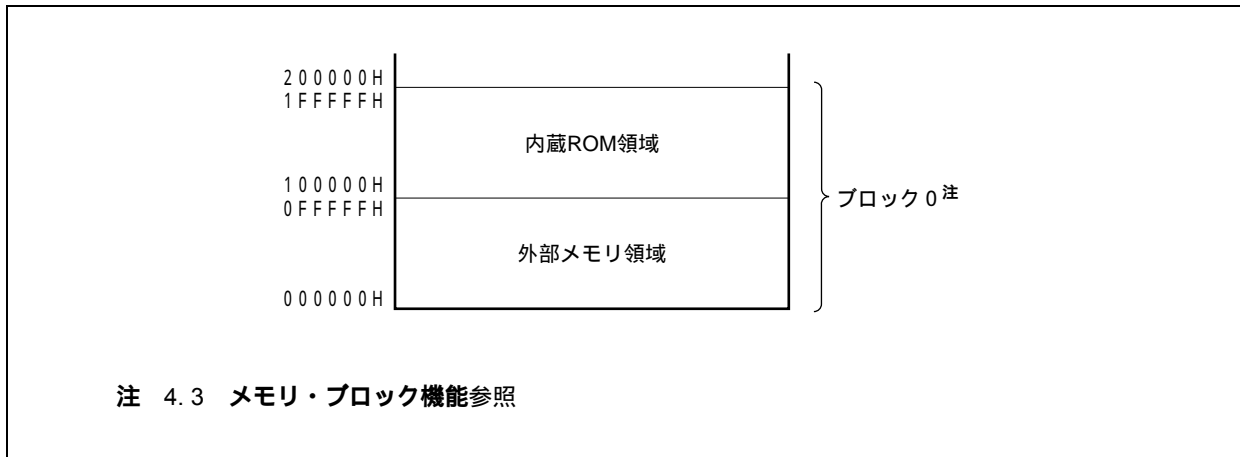 200000H
1FFFFFH
内蔵ROM領域
100000H
0FFFFFH
ブロック0注
外部メモリ領域
000000H
注 4.3 メモリ・ブロック機能参照